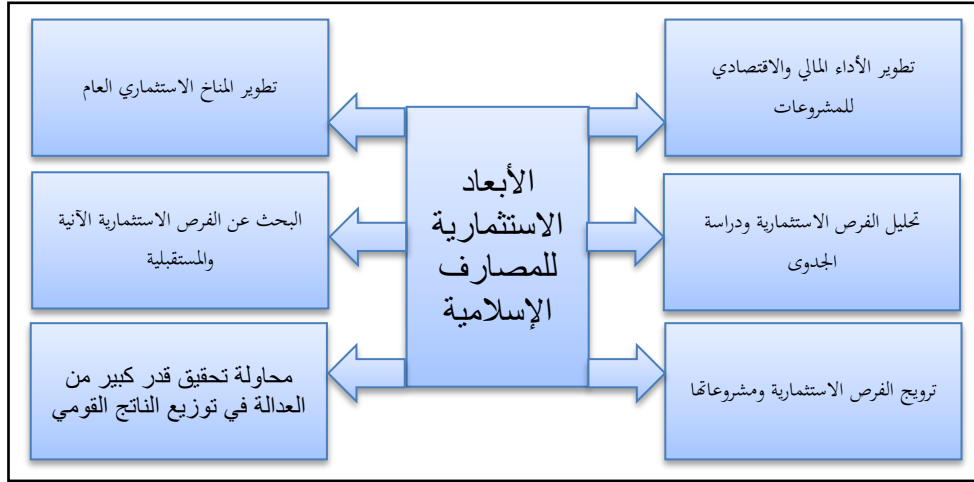 الأبعاد
الاستثمارية
للمصارف
الإسلامية
تطوير الأداء المالي والاقتصادي
للمشروعات
تحليل الفرص الاستثمارية ودراسة
الجدوى
ترويج الفرص الاستثمارية ومشروعاتها
تطوير المناخ الاستثماري العام
البحث عن الفرص الاستثمارية الآنية
والمستقبلية
محاولة تحقيق قدر كبير من
العدالة في توزيع الناتج القومي